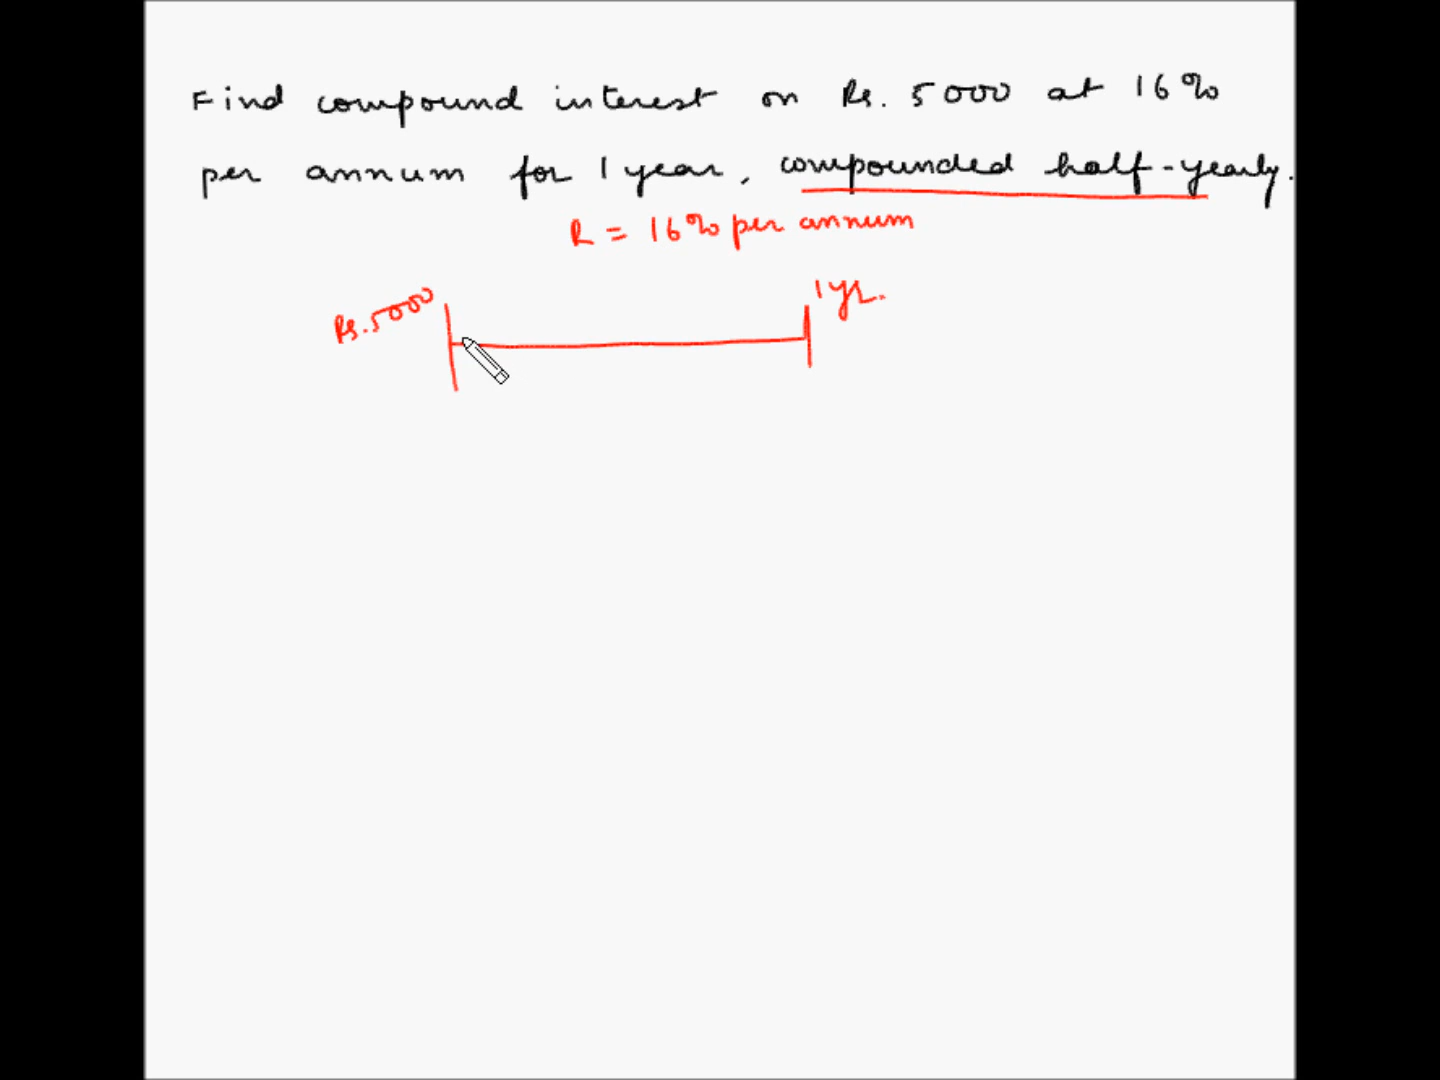 Find compound interest on Rs. 5000 at 16%
per annum for 1 year, compounded half-yearly.
R = 16% per annum
Rs. 5000
1 yr.